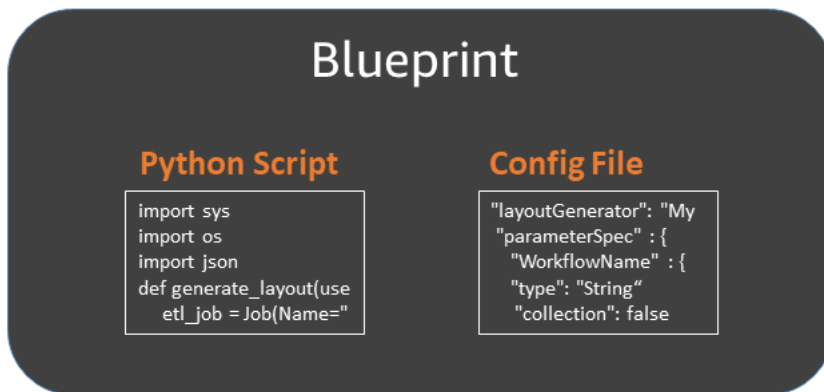 Blueprint
Python Script
import sys
import os
import json
def generate_layout(use
etl_job = Job(Name="
Config File
"layoutGenerator": "My
"parameterSpec" : {
"WorkflowName" : {
"type": "String“
"collection": false